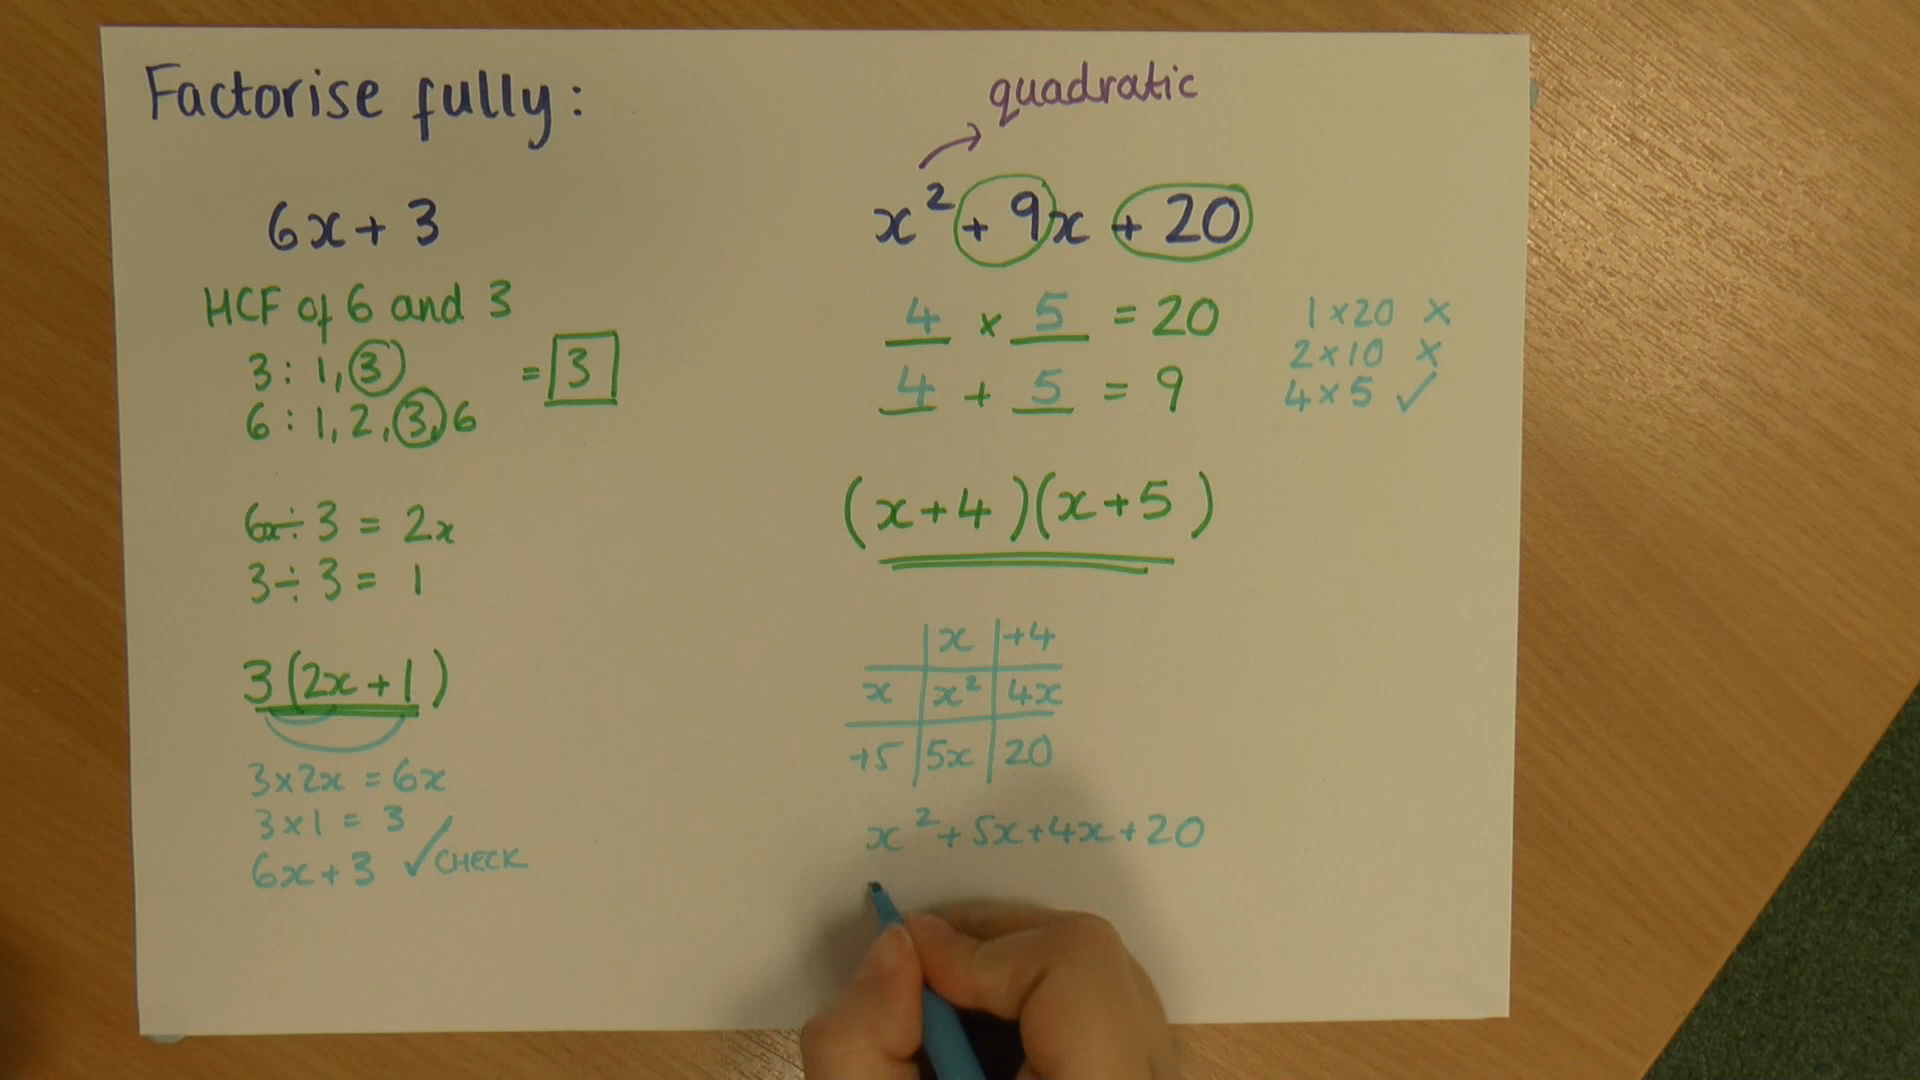 Factorise fully:
6x + 3
HCF of 6 and 3
3 : 1, 3
= 3
6 : 1, 2, 3, 6
6x ÷ 3 = 2x
3 ÷ 3 = 1
3(2x + 1)
3 x 2x = 6x
3 x 1 = 3
6x + 3 ✓ CHECK
quadratic
x² + 9x + 20
4 x 5 = 20
4 + 5 = 9
1 x 20 x
2 x 10 x
4 x 5 ✓
(x + 4)(x + 5)
x +4
x x² 4x
+5 5x 20
x² + 5x + 4x + 20